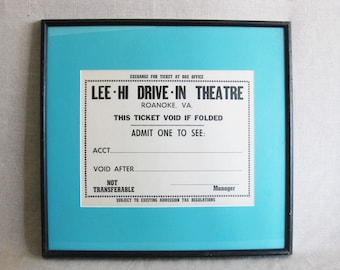 EXCHANGE FOR TICKET AT BOX OFFICE
LEE-HI DRIVE-IN THEATRE
ROANOKE, VA.
THIS TICKET VOID IF FOLDED
ADMIT ONE TO SEE:
ACCT.
VOID AFTER
NOT
TRANSFERABLE
Manager
SUBJECT TO EXISTING ADMISSION TAX REGULATIONS